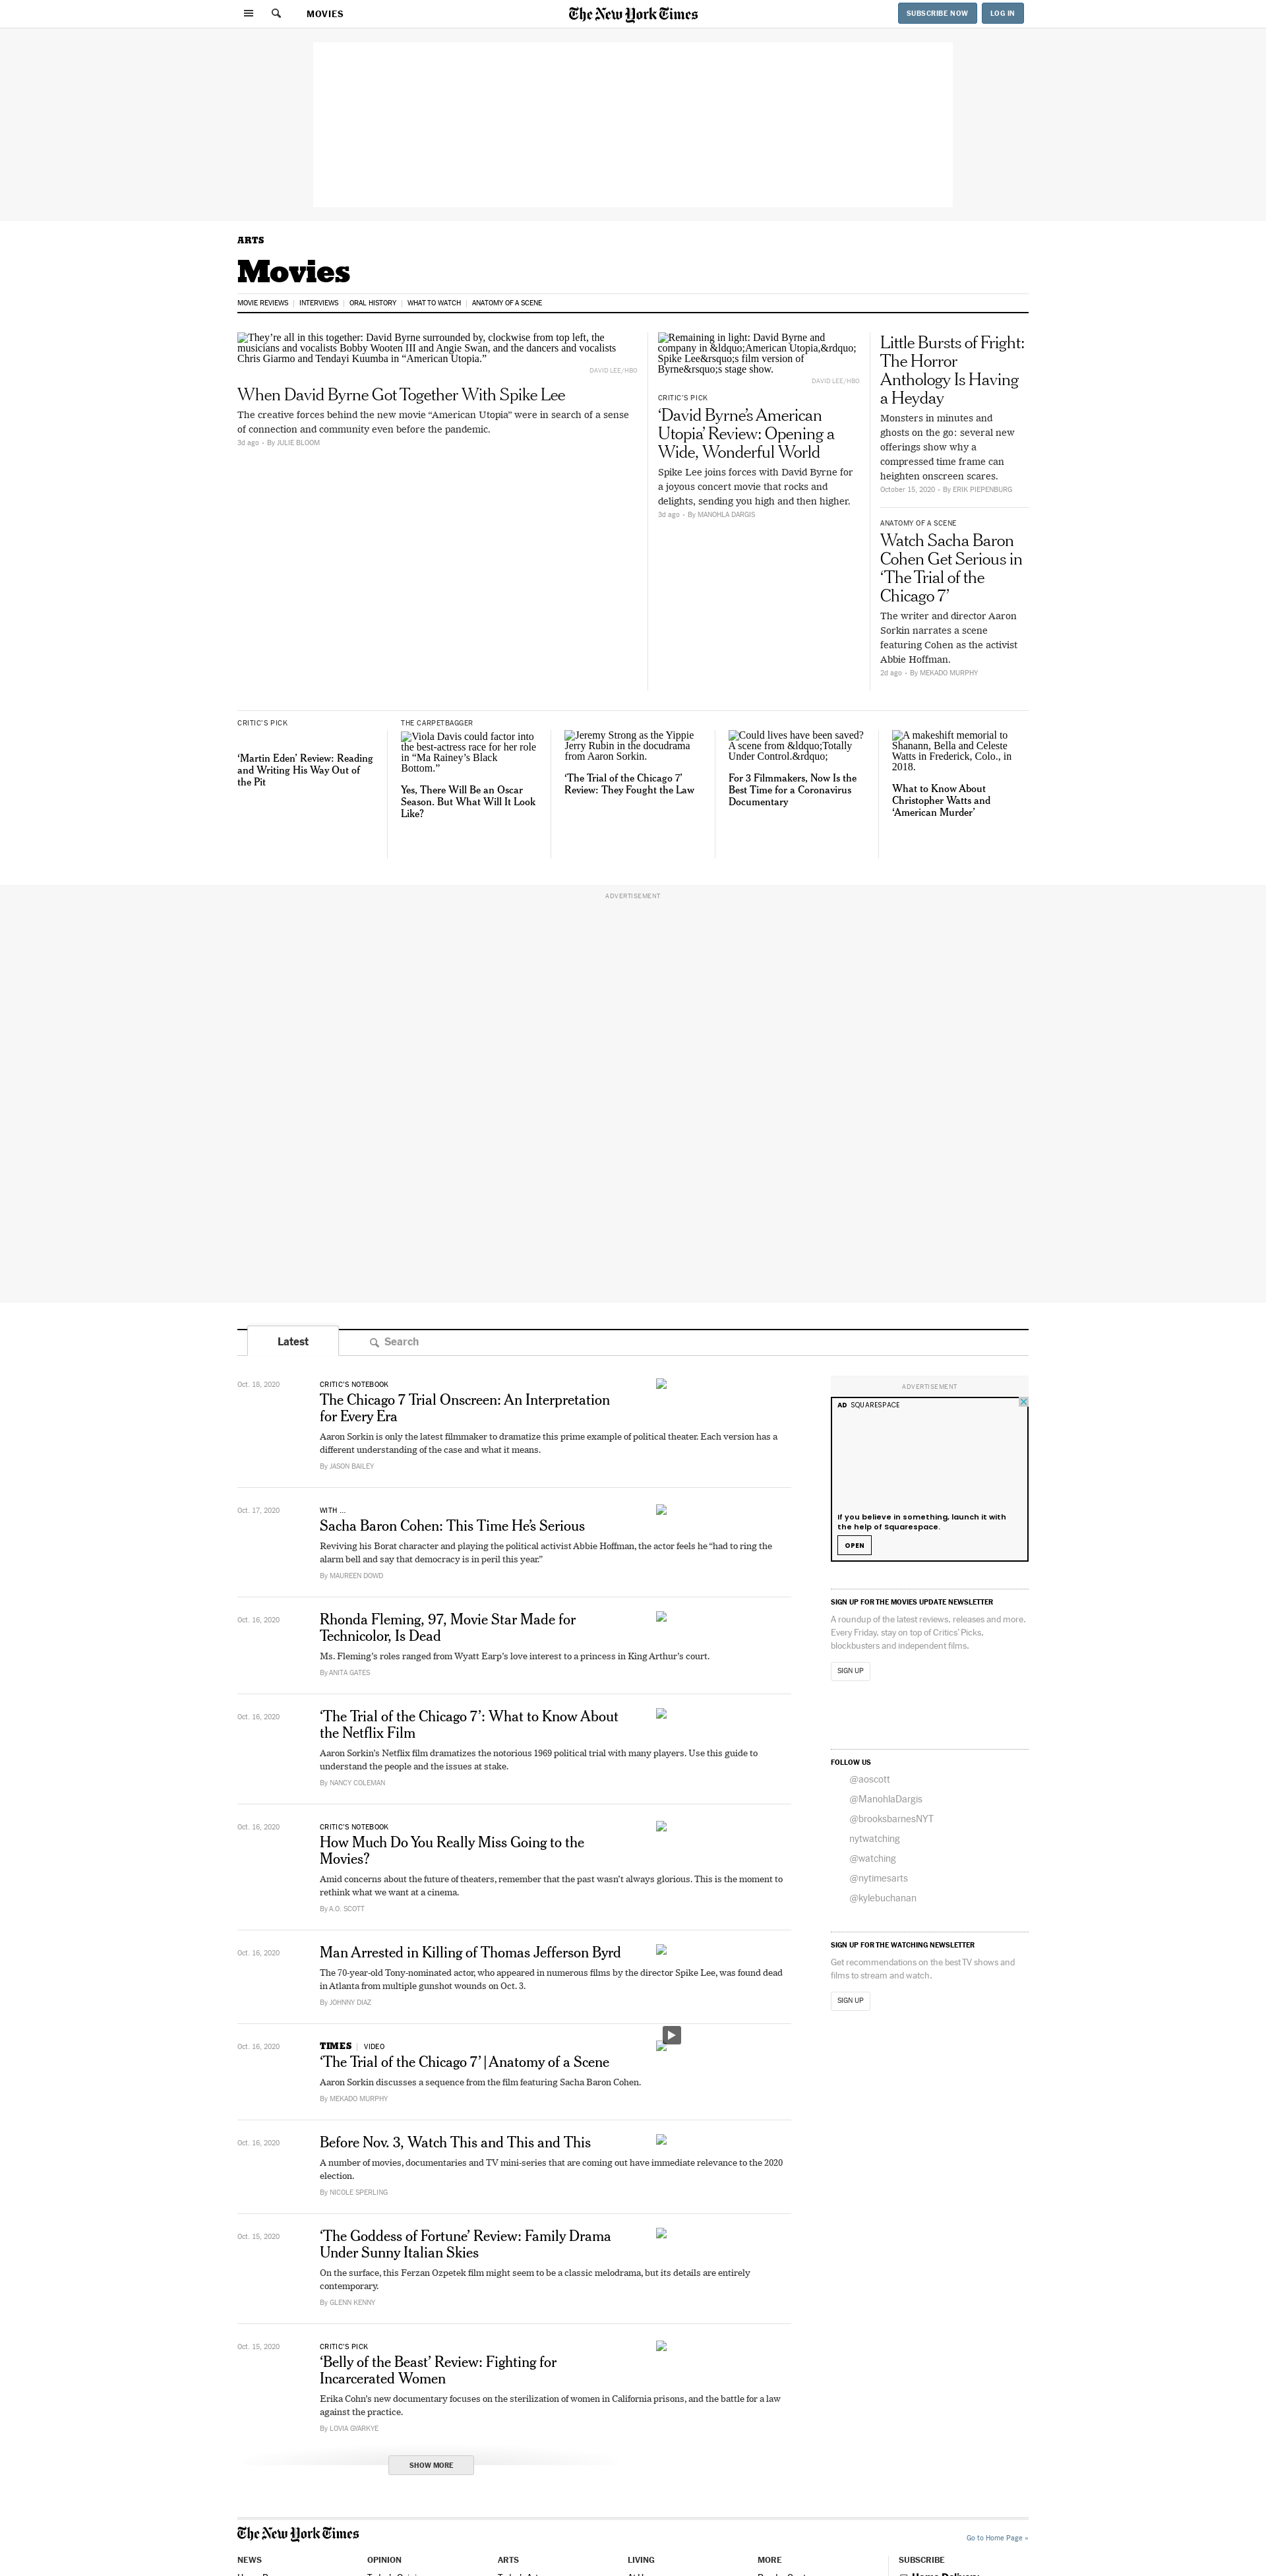 MOVIES
The New York Times
SUBSCRIBE NOW
LOG IN
ARTS
Movies
MOVIE REVIEWS
INTERVIEWS
ORAL HISTORY
WHAT TO WATCH
ANATOMY OF A SCENE
They're all in this together: David Byrne surrounded by, clockwise from top left, the
musicians and vocalists Bobby Wooten III and Angie Swan, and the dancers and vocalists
Chris Giarmo and Tendayi Kuumba in “American Utopia.”
DAVID LEE/HBO
When David Byrne Got Together With Spike Lee
The creative forces behind the new movie “American Utopia” were in search of a sense
of connection and community even before the pandemic.
3d ago • By JULIE BLOOM
Remaining in light: David Byrne and
company in &ldquo;American Utopia,&rdquo;
Spike Lee&rsquo;s film version of
Byrne&rsquo;s stage show.
DAVID LEE/HBO
CRITIC'S PICK
‘David Byrne’s American
Utopia’ Review: Opening a
Wide, Wonderful World
Spike Lee joins forces with David Byrne for
a joyous concert movie that rocks and
delights, sending you high and then higher.
3d ago • By MANOHLA DARGIS
Little Bursts of Fright:
The Horror
Anthology Is Having
a Heyday
Monsters in minutes and
ghosts on the go: several new
offerings show why a
compressed time frame can
heighten onscreen scares.
October 15, 2020 • By ERIK PIEPENBURG
ANATOMY OF A SCENE
Watch Sacha Baron
Cohen Get Serious in
‘The Trial of the
Chicago 7’
The writer and director Aaron
Sorkin narrates a scene
featuring Cohen as the activist
Abbie Hoffman.
2d ago • By MEKADO MURPHY
CRITIC’S PICK
‘Martin Eden’ Review: Reading
and Writing His Way Out of
the Pit
THE CARPETBAGGER
Viola Davis could factor into
the best-actress race for her role
in “Ma Rainey’s Black
Bottom.”
Yes, There Will Be an Oscar
Season. But What Will It Look
Like?
Jeremy Strong as the Yippie
Jerry Rubin in the docudrama
from Aaron Sorkin.
‘The Trial of the Chicago 7’
Review: They Fought the Law
Could lives have been saved?
A scene from &ldquo;Totally
Under Control.&rdquo;
For 3 Filmmakers, Now Is the
Best Time for a Coronavirus
Documentary
A makeshift memorial to
Shanann, Bella and Celeste
Watts in Frederick, Colo., in
2018.
What to Know About
Christopher Watts and
‘American Murder’
ADVERTISEMENT
Latest
Search
Oct. 18, 2020
CRITIC’S NOTEBOOK
The Chicago 7 Trial Onscreen: An Interpretation
for Every Era
Aaron Sorkin is only the latest filmmaker to dramatize this prime example of political theater. Each version has a
different understanding of the case and what it means.
By JASON BAILEY
Oct. 17, 2020
WITH ...
Sacha Baron Cohen: This Time He’s Serious
Reviving his Borat character and playing the political activist Abbie Hoffman, the actor feels he “had to ring the
alarm bell and say that democracy is in peril this year.”
By MAUREEN DOWD
Oct. 16, 2020
Rhonda Fleming, 97, Movie Star Made for
Technicolor, Is Dead
Ms. Fleming’s roles ranged from Wyatt Earp’s love interest to a princess in King Arthur’s court.
By ANITA GATES
Oct. 16, 2020
‘The Trial of the Chicago 7’: What to Know About
the Netflix Film
Aaron Sorkin’s Netflix film dramatizes the notorious 1969 political trial with many players. Use this guide to
understand the people and the issues at stake.
By NANCY COLEMAN
Oct. 16, 2020
CRITIC’S NOTEBOOK
How Much Do You Really Miss Going to the
Movies?
Amid concerns about the future of theaters, remember that the past wasn’t always glorious. This is the moment to
rethink what we want at a cinema.
By A.O. SCOTT
Oct. 16, 2020
Man Arrested in Killing of Thomas Jefferson Byrd
The 70-year-old Tony-nominated actor, who appeared in numerous films by the director Spike Lee, was found dead
in Atlanta from multiple gunshot wounds on Oct. 3.
By JOHNNY DIAZ
Oct. 16, 2020
TIMES VIDEO
‘The Trial of the Chicago 7’ | Anatomy of a Scene
Aaron Sorkin discusses a sequence from the film featuring Sacha Baron Cohen.
By MEKADO MURPHY
Oct. 16, 2020
Before Nov. 3, Watch This and This and This
A number of movies, documentaries and TV mini-series that are coming out have immediate relevance to the 2020
election.
By NICOLE SPERLING
Oct. 15, 2020
‘The Goddess of Fortune’ Review: Family Drama
Under Sunny Italian Skies
On the surface, this Ferzan Ozpetek film might seem to be a classic melodrama, but its details are entirely
contemporary.
By GLENN KENNY
Oct. 15, 2020
CRITIC’S PICK
‘Belly of the Beast’ Review: Fighting for
Incarcerated Women
Erika Cohn’s new documentary focuses on the sterilization of women in California prisons, and the battle for a law
against the practice.
By LOVIA GYARKYE
SHOW MORE
ADVERTISEMENT
AD SQUARESPACE
If you believe in something, launch it with
the help of Squarespace.
OPEN
SIGN UP FOR THE MOVIES UPDATE NEWSLETTER
A roundup of the latest reviews, releases and more.
Every Friday, stay on top of Critics’ Picks,
blockbusters and independent films.
SIGN UP
FOLLOW US
@aoscott
@ManohlaDargis
@brooksbarnesNYT
nytwatching
@watching
@nytimesarts
@kylebuchanan
SIGN UP FOR THE WATCHING NEWSLETTER
Get recommendations on the best TV shows and
films to stream and watch.
SIGN UP
The New York Times
Go to Home Page »
NEWS
OPINION
ARTS
LIVING
MORE
SUBSCRIBE